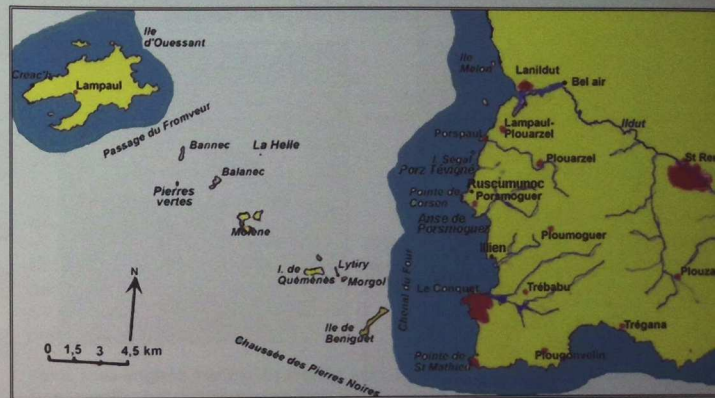 Ile
d'Ouessant
Créac'h
Lampaul
Passage du Fromveur
Bannec
La Helle
Balanec
Pierres
vertes
Molène
I. de
Quéménès
Lytiry
Morgol
Ile de
Beniguet
Chaussée des Pierres Noires
N
0 1,5 3 4,5 km
Chenal du Four
Ile
Melon
Lanildut
Bel air
Ildut
Lampaul-
Plouarzel
Porspaul
I. Ségal
Porz Tévigné
Plouarzel
St Re
Ruscumunoc
Pointe de
Corsen
Porsmoguer
Anse de
Porsmoguer
Illien
Ploumoguer
Le Conquet
Trébabu
Plouza
Trégana
Pointe de
St Mathieu
Plougonvelin